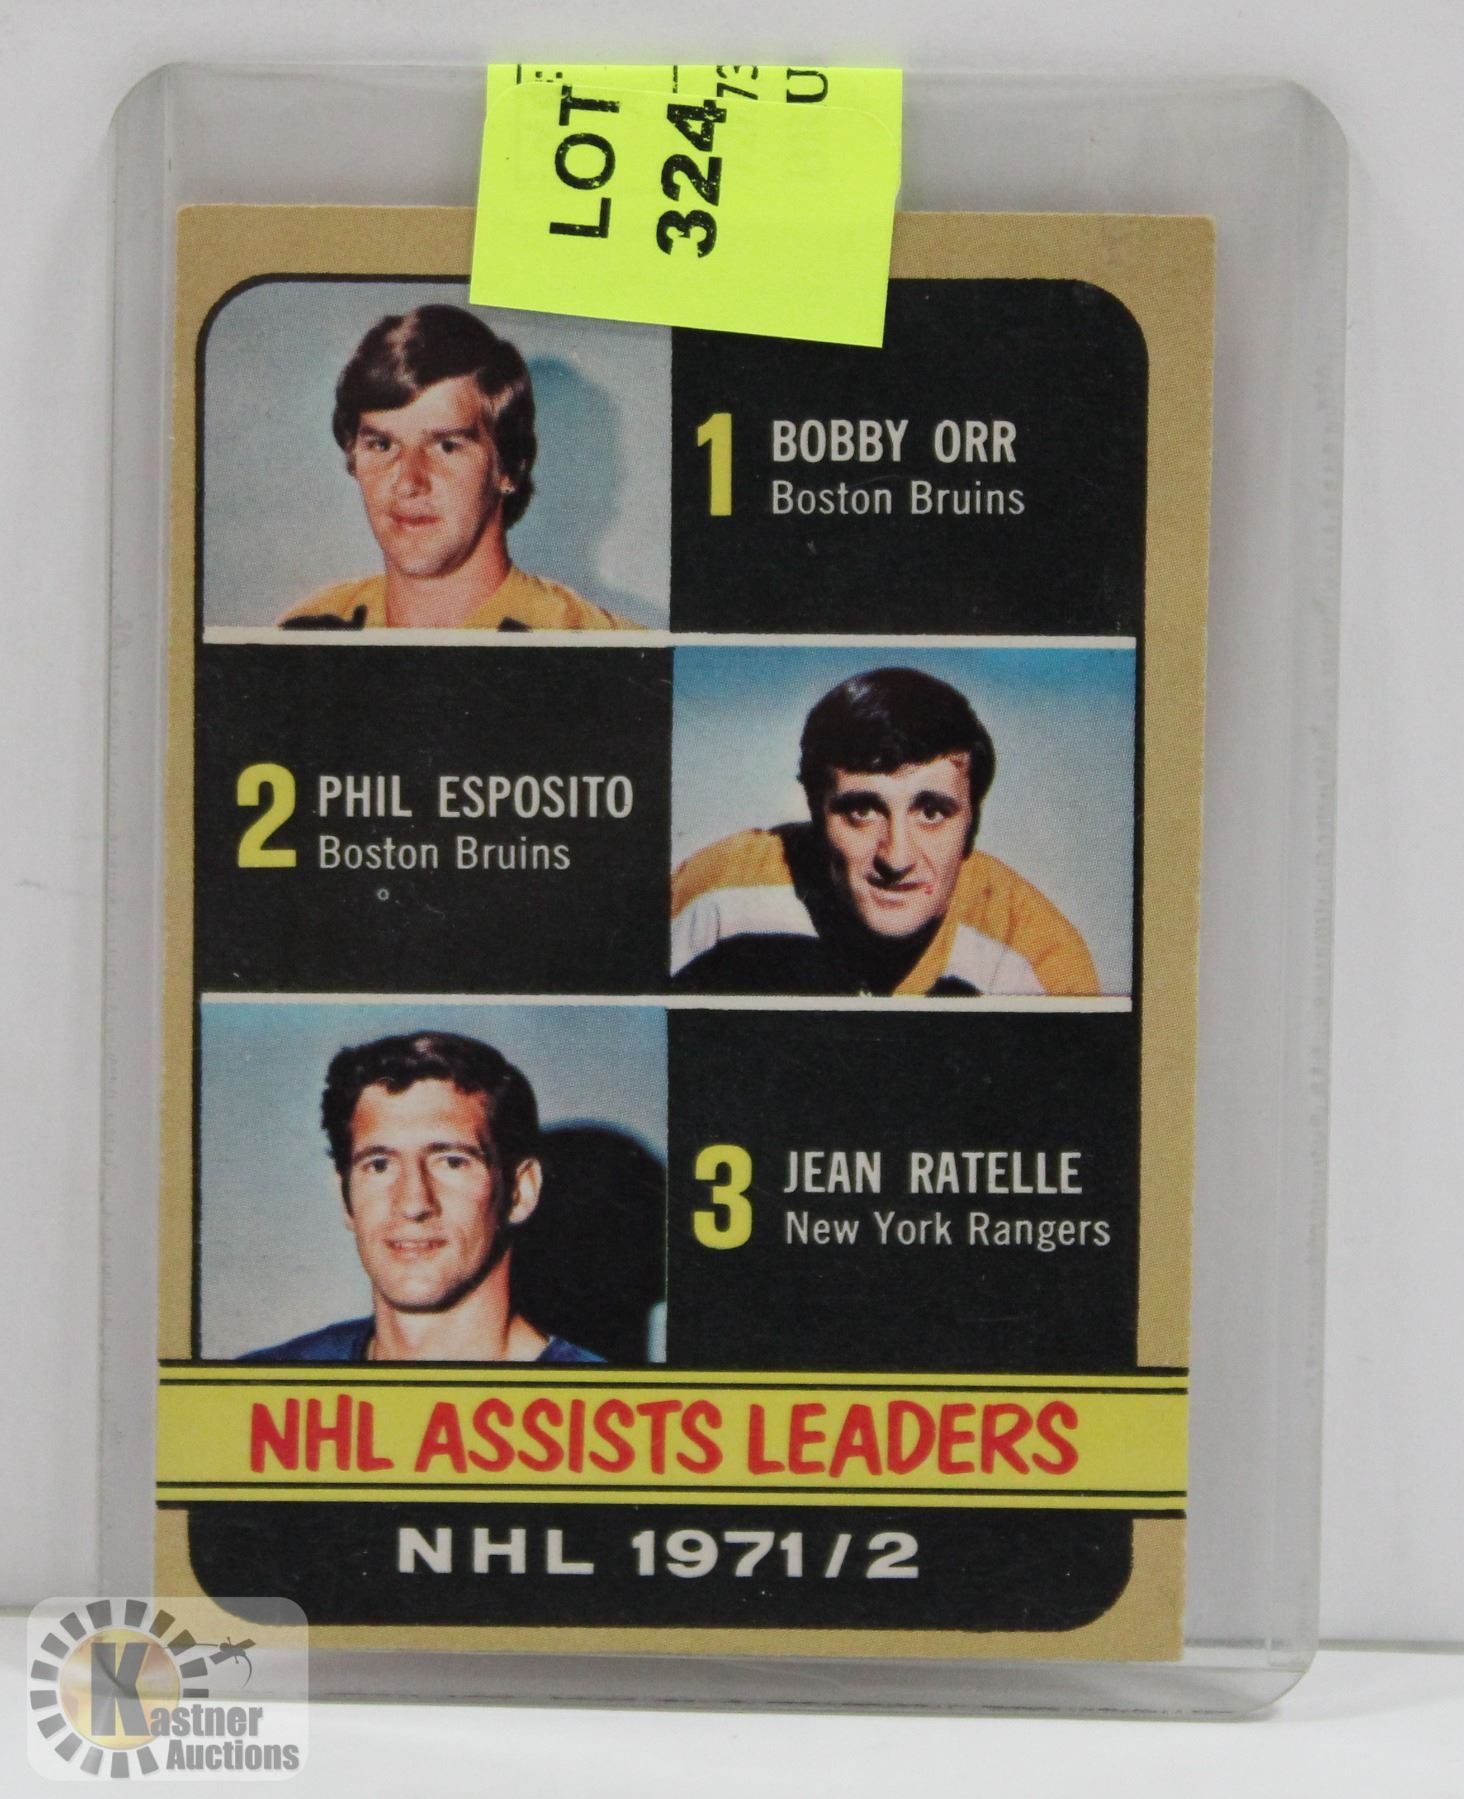 LOT
324
73
U
1 BOBBY ORR
Boston Bruins
2 PHIL ESPOSITO
Boston Bruins
3 JEAN RATELLE
New York Rangers
NHL ASSISTS LEADERS
NHL 1971/2
Kastner
Auctions